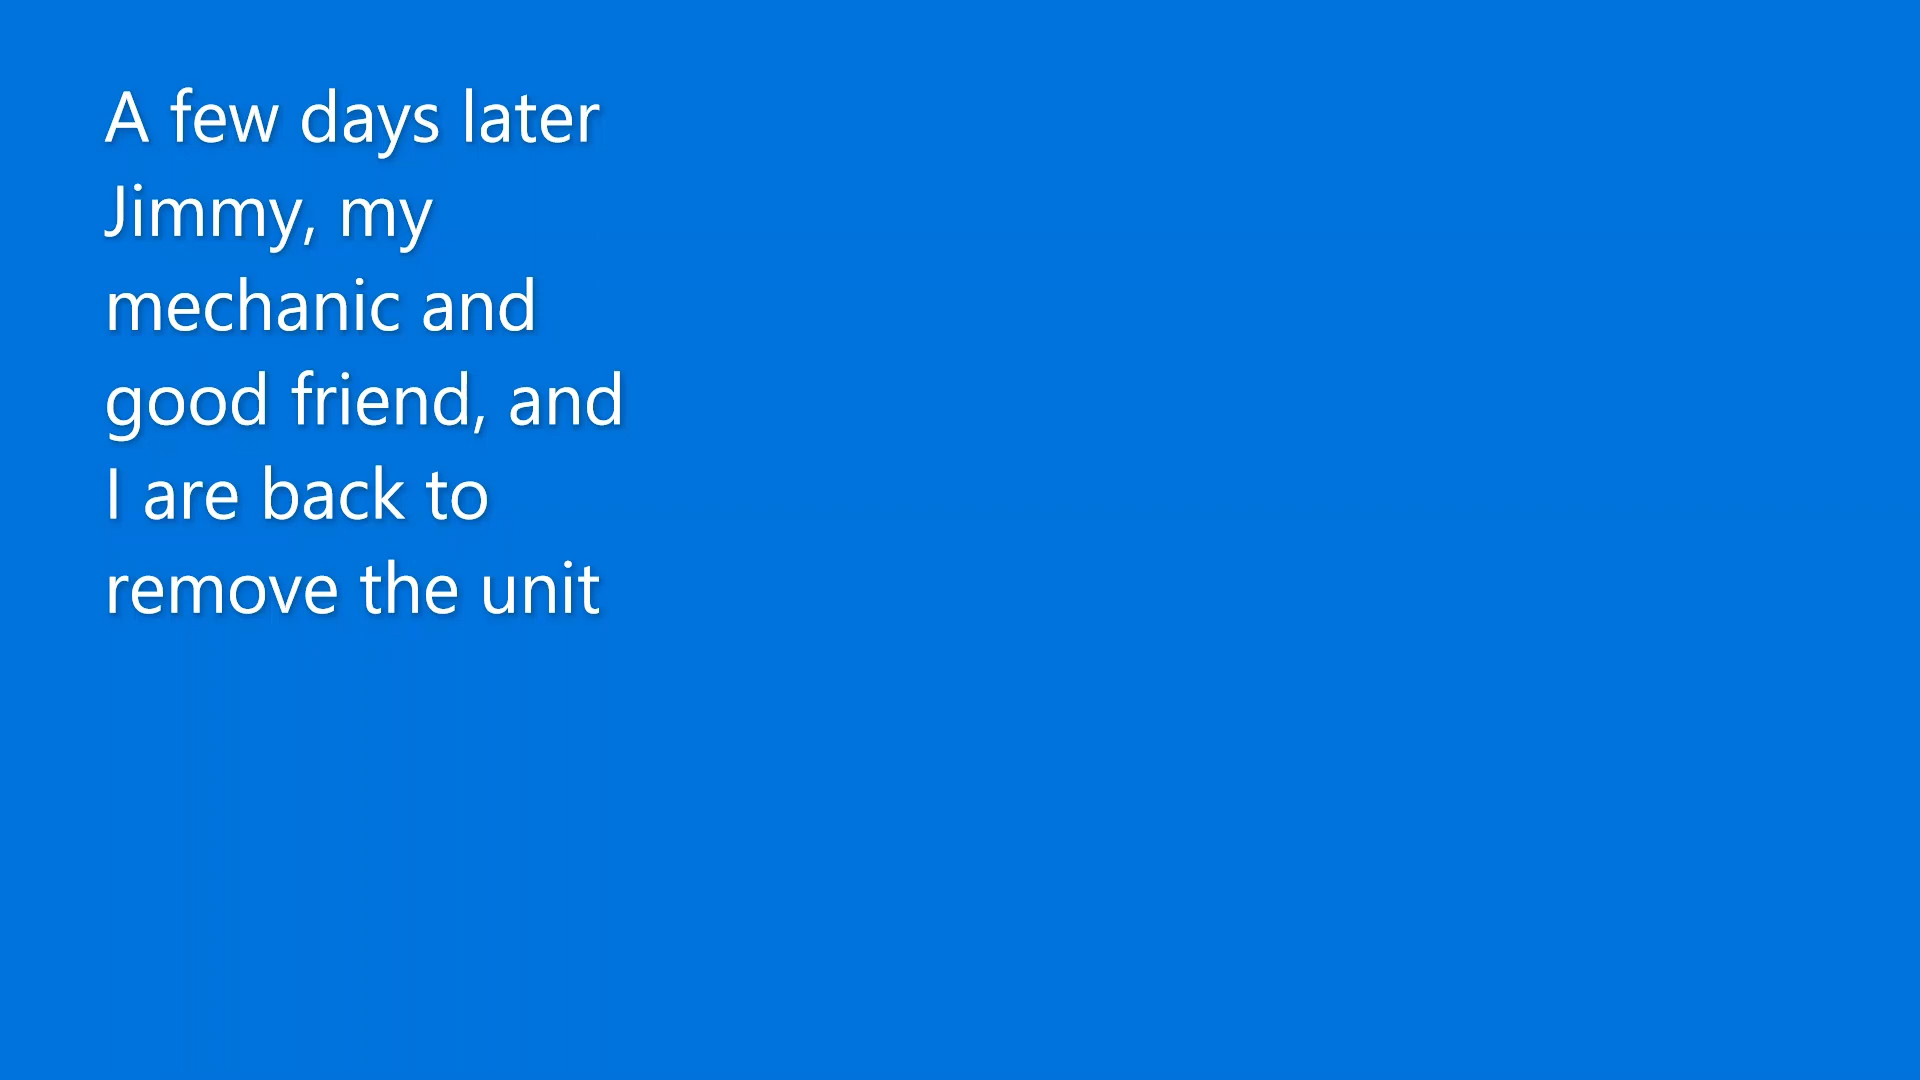 A few days later
Jimmy, my
mechanic and
good friend, and
I are back to
remove the unit